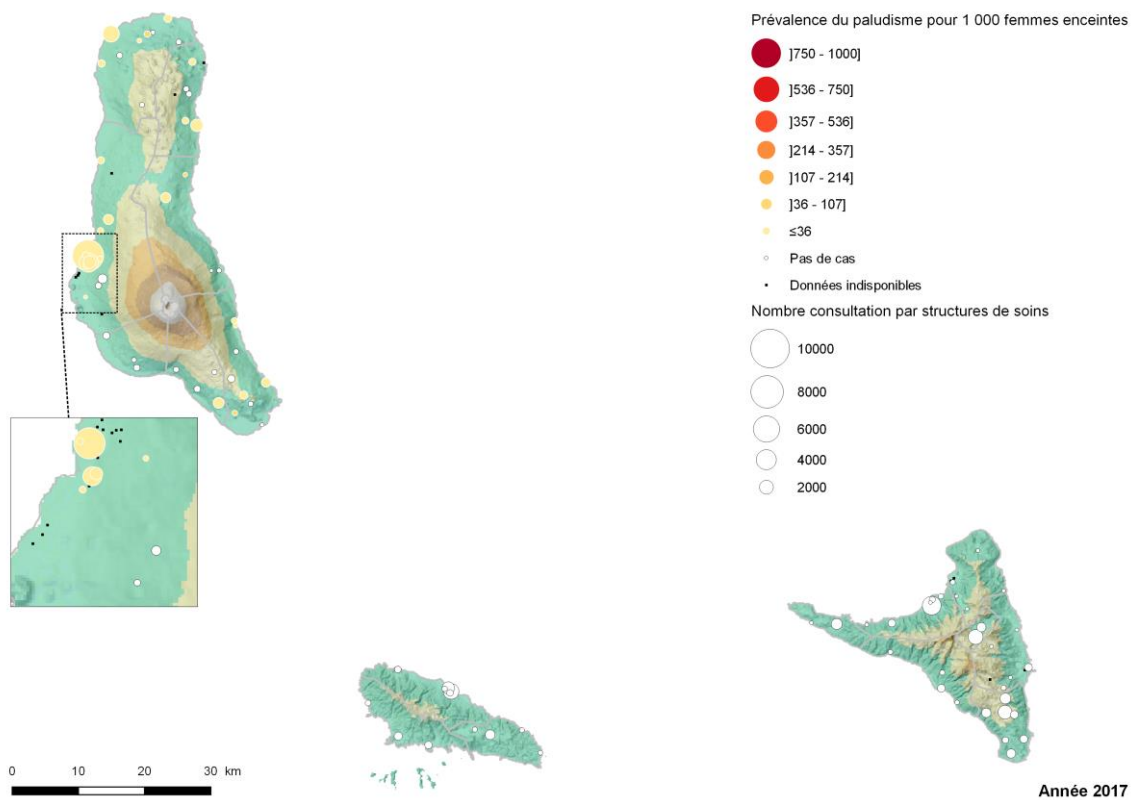 Prévalence du paludisme pour 1 000 femmes enceintes
]750 - 1000]
]536 - 750]
]357 - 536]
]214 - 357]
]107 - 214]
]36 - 107]
≤36
Pas de cas
Données indisponibles
Nombre consultation par structures de soins
10000
8000
6000
4000
2000
0 10 20 30 km
Année 2017